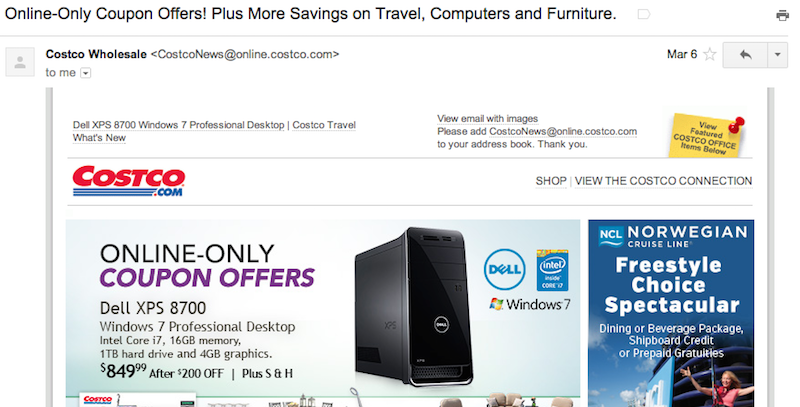 Online-Only Coupon Offers! Plus More Savings on Travel, Computers and Furniture.
Costco Wholesale <CostcoNews@online.costco.com>
Mar 6
to me
Dell XPS 8700 Windows 7 Professional Desktop | Costco Travel
What's New
View email with images
Please add CostcoNews@online.costco.com
to your address book. Thank you.
View
Featured
COSTCO OFFICE
Items Below
COSTCO
.COM
SHOP | VIEW THE COSTCO CONNECTION
ONLINE-ONLY
COUPON OFFERS
Dell XPS 8700
Windows 7 Professional Desktop
Intel Core i7, 16GB memory,
1TB hard drive and 4GB graphics.
$849.99 After $200 OFF | Plus S & H
XPS
DELL
DELL
intel
inside
CORE i7
Windows 7
NCL NORWEGIAN
CRUISE LINE
Freestyle
Choice
Spectacular
Dining or Beverage Package,
Shipboard Credit
or Prepaid Gratuities
COSTCO